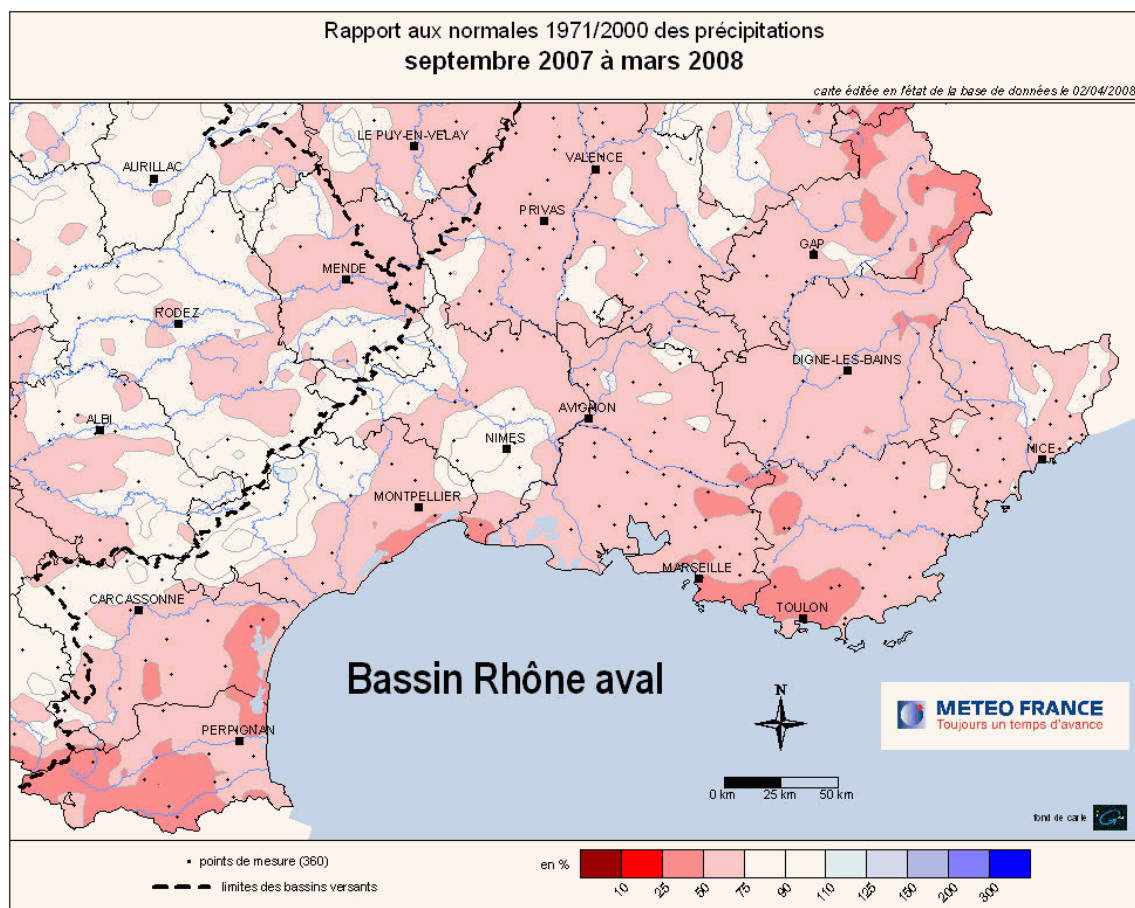 Rapport aux normales 1971/2000 des précipitations
septembre 2007 à mars 2008
carte éditée en l'état de la base de données le 02/04/2008
LE PUY-EN-VELAY
AURILLAC
VALENCE
PRIVAS
GAP
MENDE
RODEZ
DIGNE-LES-BAINS
ALBI
AVIGNON
NIMES
NICE
MONTPELLIER
MARSEILLE
CARCASSONNE
TOULON
Bassin Rhône aval
N
METEO FRANCE
Toujours un temps d'avance
PERPIGNAN
0 km 25 km 50 km
fond de carte
points de mesure (360)
limites des bassins versants
en %
10 25 50 75 90 110 125 150 200 300